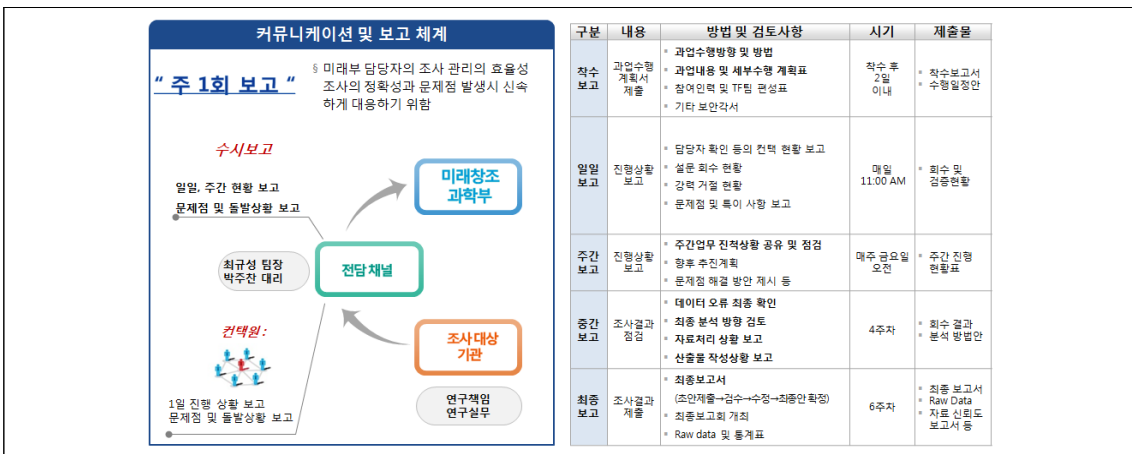 커뮤니케이션 및 보고 체계
“ 주 1회 보고 “
§ 미래부 담당자의 조사 관리의 효율성
조사의 정확성과 문제점 발생시 신속
하게 대응하기 위함
수시보고
일일, 주간 현황 보고
문제점 및 돌발상황 보고
미래창조
과학부
최규성 팀장
박주찬 대리
전담 채널
컨택원 :
조사 대상
기관
1일 진행 상황 보고
문제점 및 돌발상황 보고
연구책임
연구실무
구분 내용 방법 및 검토사항 시기 제출물
착수
보고
과업수행
계획서
제출
▪ 과업수행방향 및 방법
▪ 과업내용 및 세부수행 계획표
▪ 참여인력 및 TF팀 편성표
▪ 기타 보안각서
착수 후
2일
이내
▪ 착수보고서
▪ 수행일정안
일일
보고
진행상황
보고
▪ 담당자 확인 등의 컨택 현황 보고
▪ 설문 회수 현황
▪ 강력 거절 현황
▪ 문제점 및 특이 사항 보고
매일
11:00 AM
▪ 회수 및
검증현황
주간
보고
진행상황
보고
▪ 주간업무 진척상황 공유 및 점검
▪ 향후 추진계획
▪ 문제점 해결 방안 제시 등
매주 금요일
오전
▪ 주간 진행
현황표
중간
보고
조사결과
점검
▪ 데이터 오류 최종 확인
▪ 최종 분석 방향 검토
▪ 자료처리 상황 보고
▪ 산출물 작성상황 보고
4주차
▪ 회수 결과
▪ 분석 방법안
최종
보고
조사결과
제출
▪ 최종보고서
(초안제출→검수→수정→최종안 확정)
▪ 최종보고회 개최
▪ Raw data 및 통계표
6주차
▪ 최종 보고서
▪ Raw Data
▪ 자료 신뢰도
보고서 등